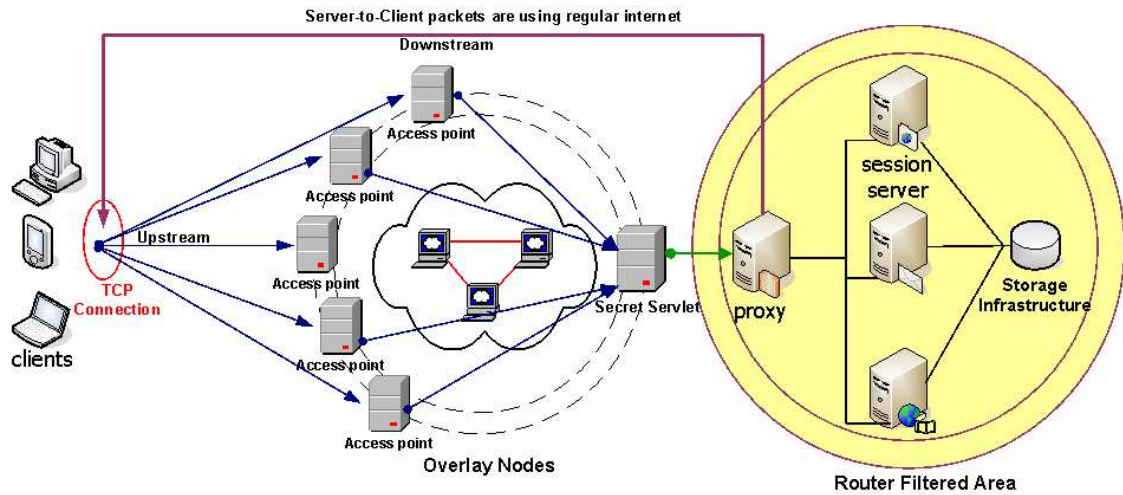 Server-to-Client packets are using regular internet
Downstream
Access point
Access point
session
server
Upstream
TCP
Connection
Access point
Secret Servlet
proxy
Storage
Infrastructure
clients
Access point
Access point
Overlay Nodes
Router Filtered Area